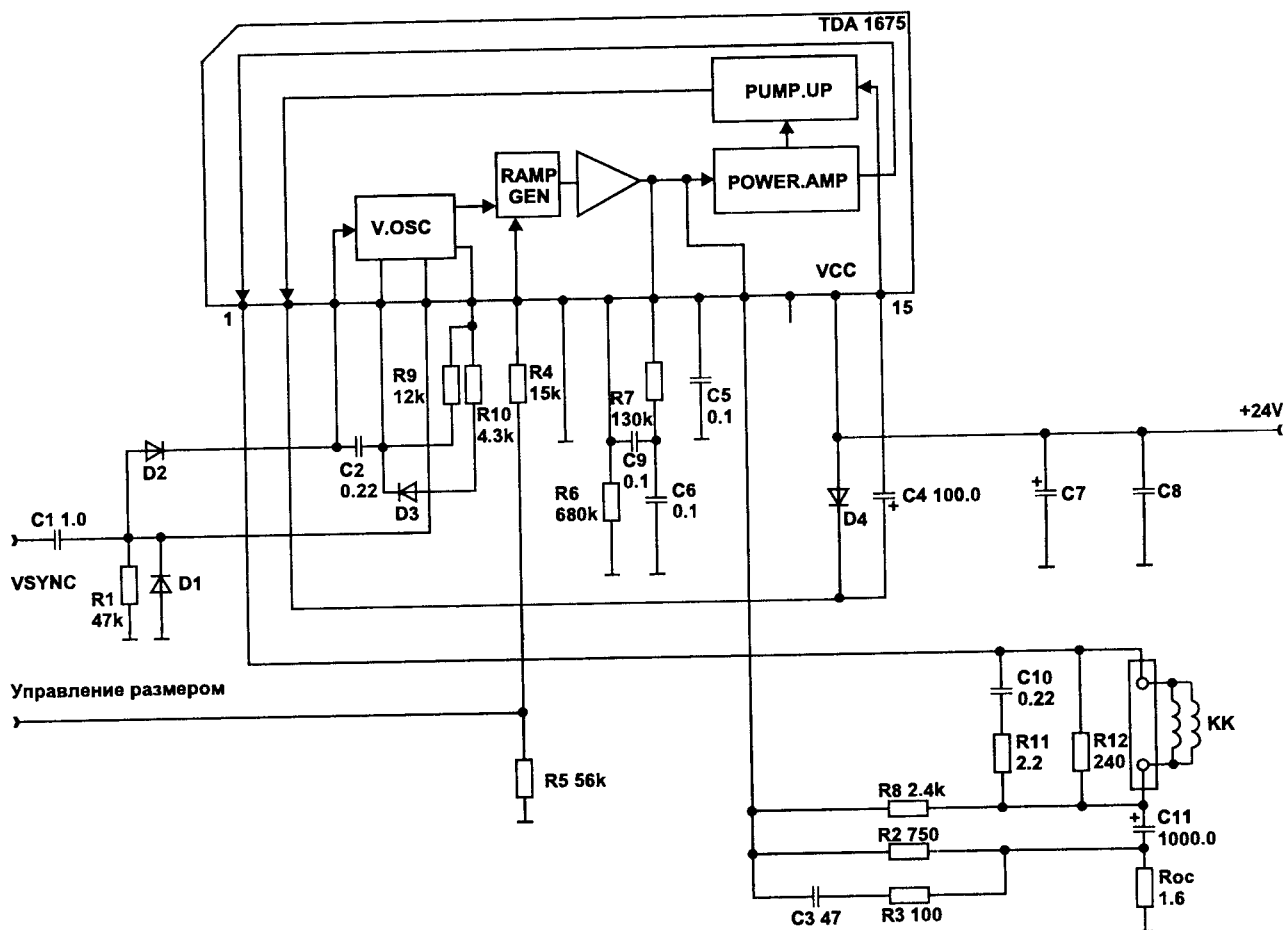 TDA 1675
PUMP.UP
RAMP
GEN
POWER.AMP
V.OSC
VCC
1
15
R9
12k
R10
4.3k
R4
15k
R7
130k
C5
0.1
+24V
D2
C2
0.22
D3
C9
0.1
R6
680k
C6
0.1
D4
C4 100.0
+
+
C7
C8
C1 1.0
VSYNC
R1
47k
D1
Управление размером
C10
0.22
R11
2.2
R12
240
KK
R5 56k
R8 2.4k
+
C11
1000.0
R2 750
Roc
1.6
C3 47
R3 100